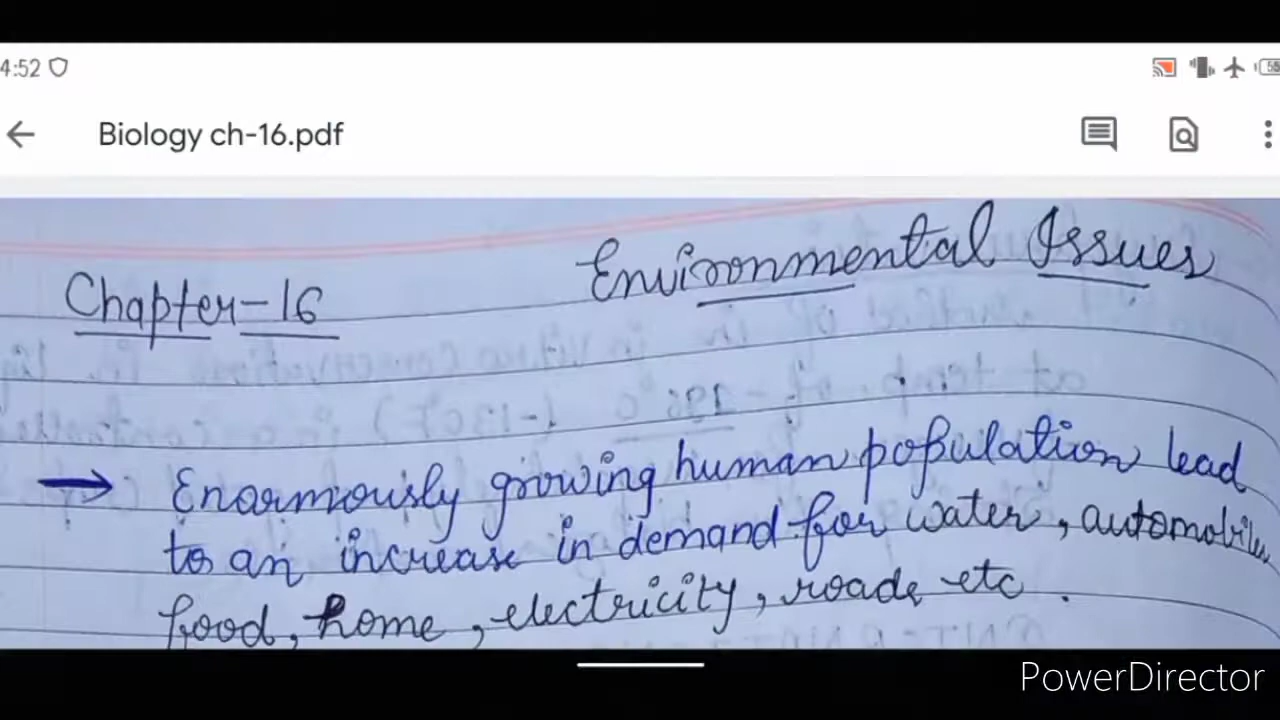 4:52
58
Biology ch-16.pdf
Environmental Issues
Chapter-16
→ Enormously growing human population lead
to an increase in demand for water, automobiles
food, home, electricity, roads etc.
PowerDirector